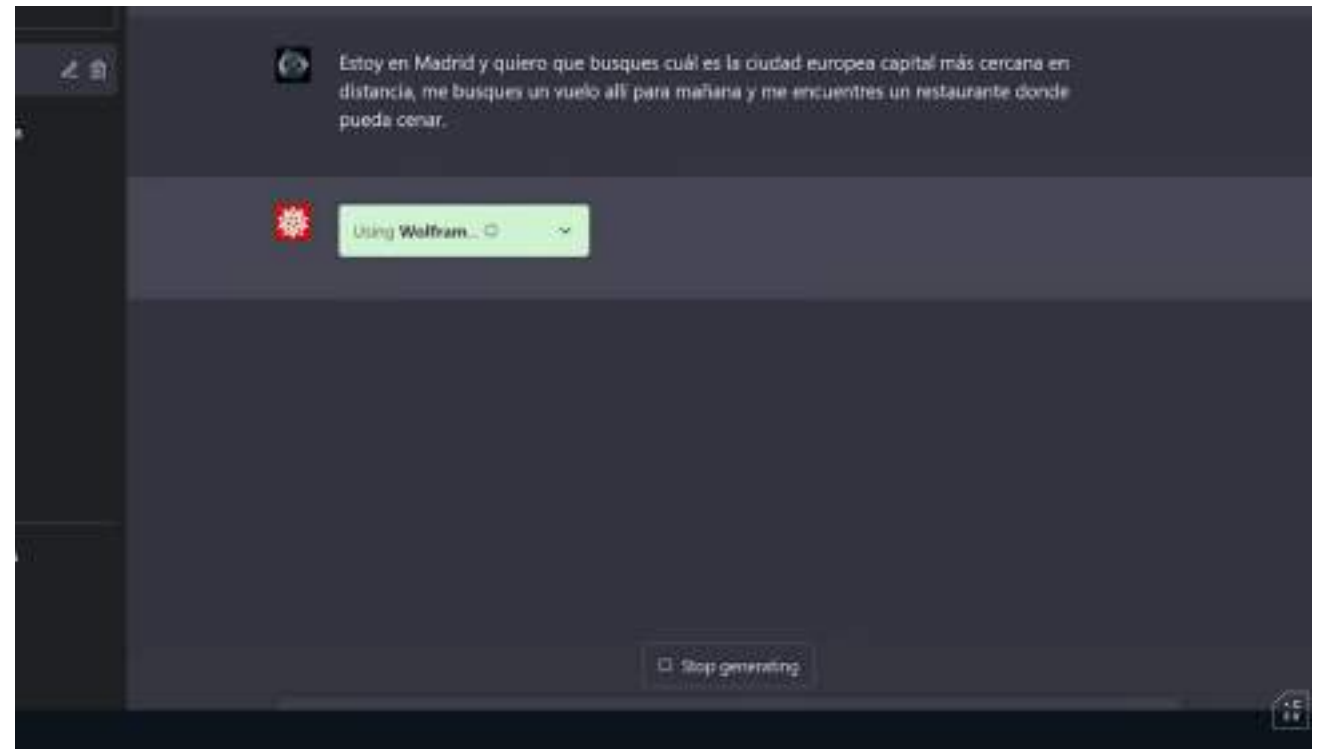 Estoy en Madrid y quiero que busques cuál es la ciudad europea capital más cercana en
distancia, me busques un vuelo allí para mañana y me encuentres un restaurante donde
pueda cenar.
Using Wolfram...
Stop generating